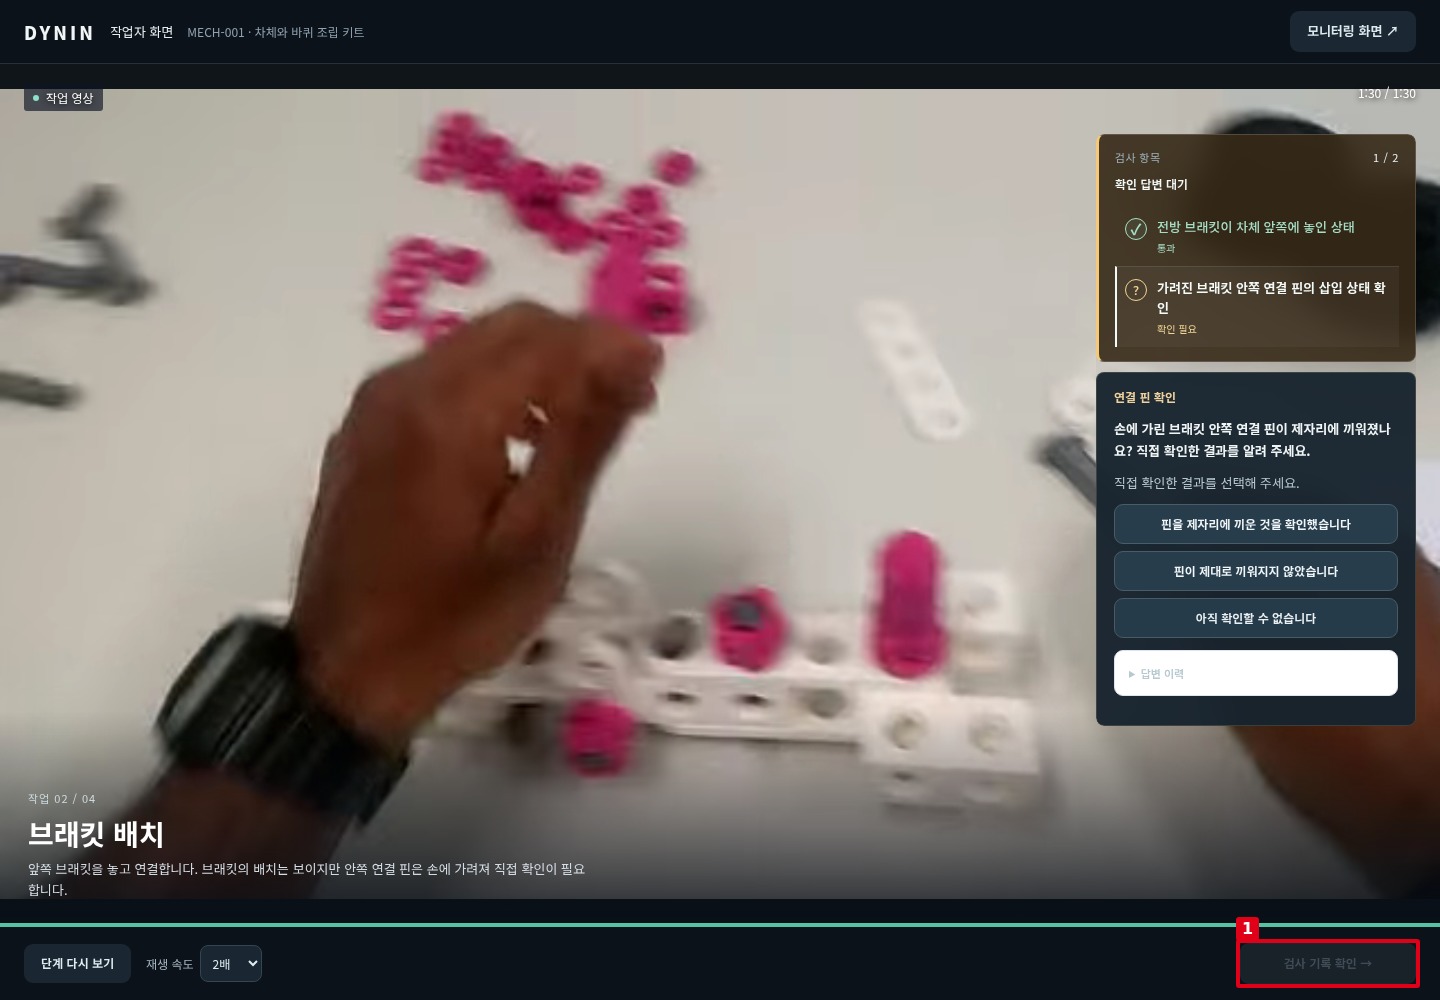 DYNIN 작업자 화면 MECH-001 · 차체와 바퀴 조립 키트
모니터링 화면 ↗
작업 영상
1:30 / 1:30
검사 항목 1 / 2
확인 답변 대기
✓ 전방 브래킷이 차체 앞쪽에 놓인 상태
통과
? 가려진 브래킷 안쪽 연결 핀의 삽입 상태 확
인
확인 필요
연결 핀 확인
손에 가린 브래킷 안쪽 연결 핀이 제자리에 끼워졌나
요? 직접 확인한 결과를 알려 주세요.
직접 확인한 결과를 선택해 주세요.
핀을 제자리에 끼운 것을 확인했습니다
핀이 제대로 끼워지지 않았습니다
아직 확인할 수 없습니다
▶ 답변 이력
작업 02 / 04
브래킷 배치
앞쪽 브래킷을 놓고 연결합니다. 브래킷의 배치는 보이지만 안쪽 연결 핀은 손에 가려져 직접 확인이 필요
합니다.
단계 다시 보기 재생 속도 2배
1
검사 기록 확인 →